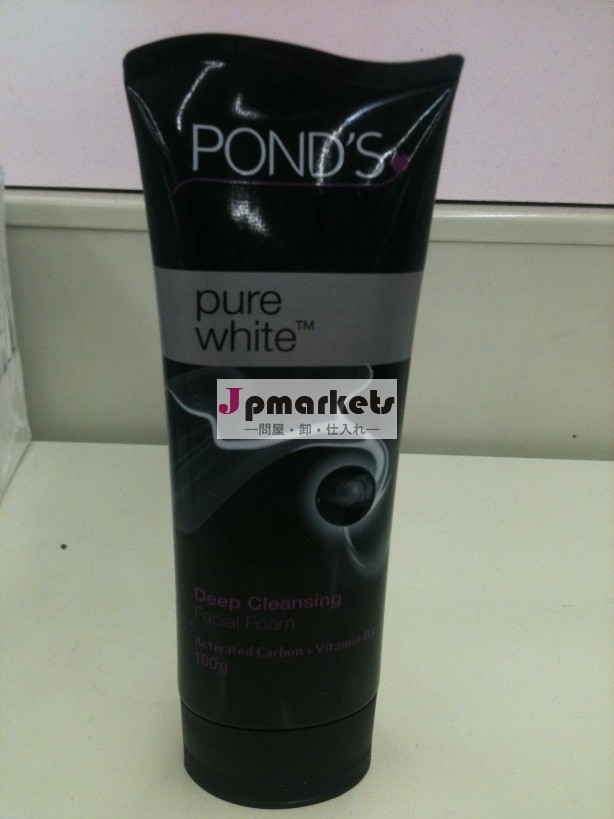 POND'S
pure
white™
Jpmarkets
—問屋・卸・仕入れ—
Deep Cleansing
Facial Foam
Activated Carbon + Vitamin
100g